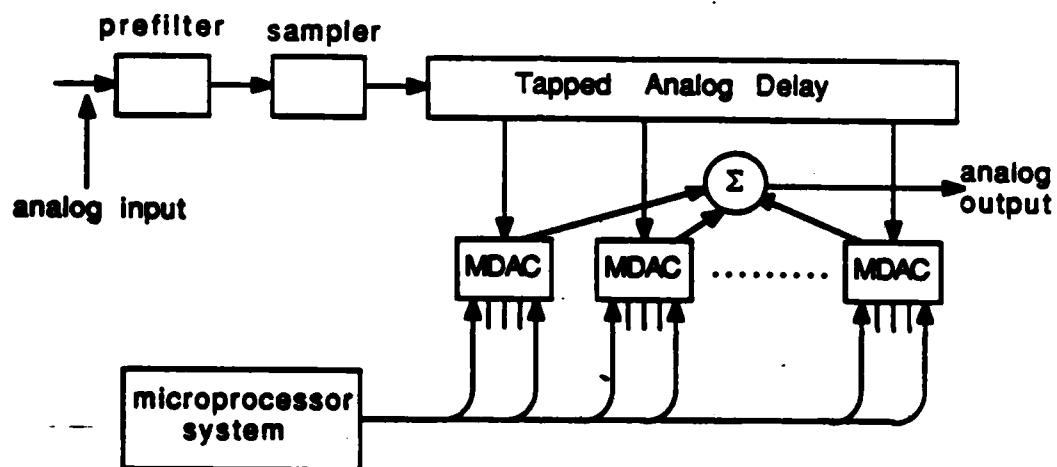 prefilter
sampler
Tapped Analog Delay
analog input
Σ
analog
output
MDAC
MDAC
.........
MDAC
microprocessor
system